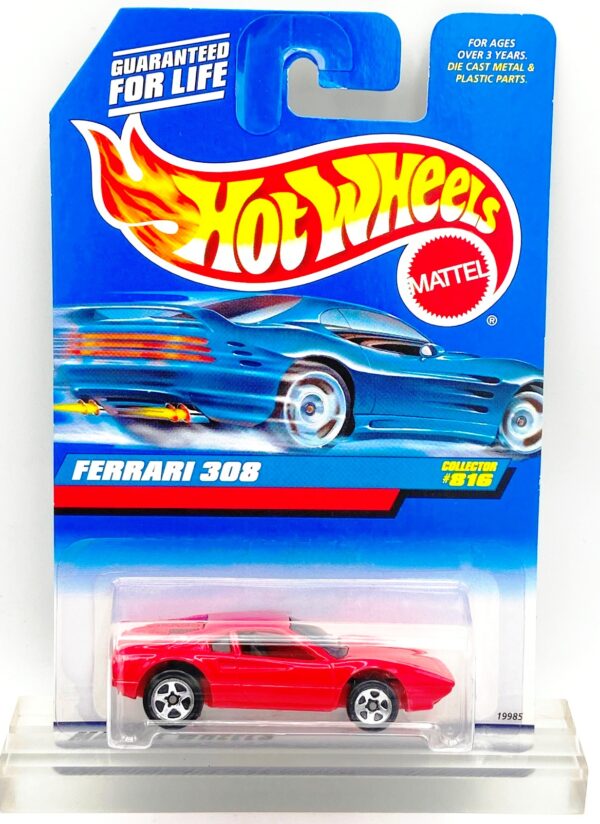 GUARANTEED
FOR LIFE
FOR AGES
OVER 3 YEARS.
DIE CAST METAL &
PLASTIC PARTS.
HOT WHEELS
MATTEL
®
FERRARI 308
COLLECTOR
#816
19985